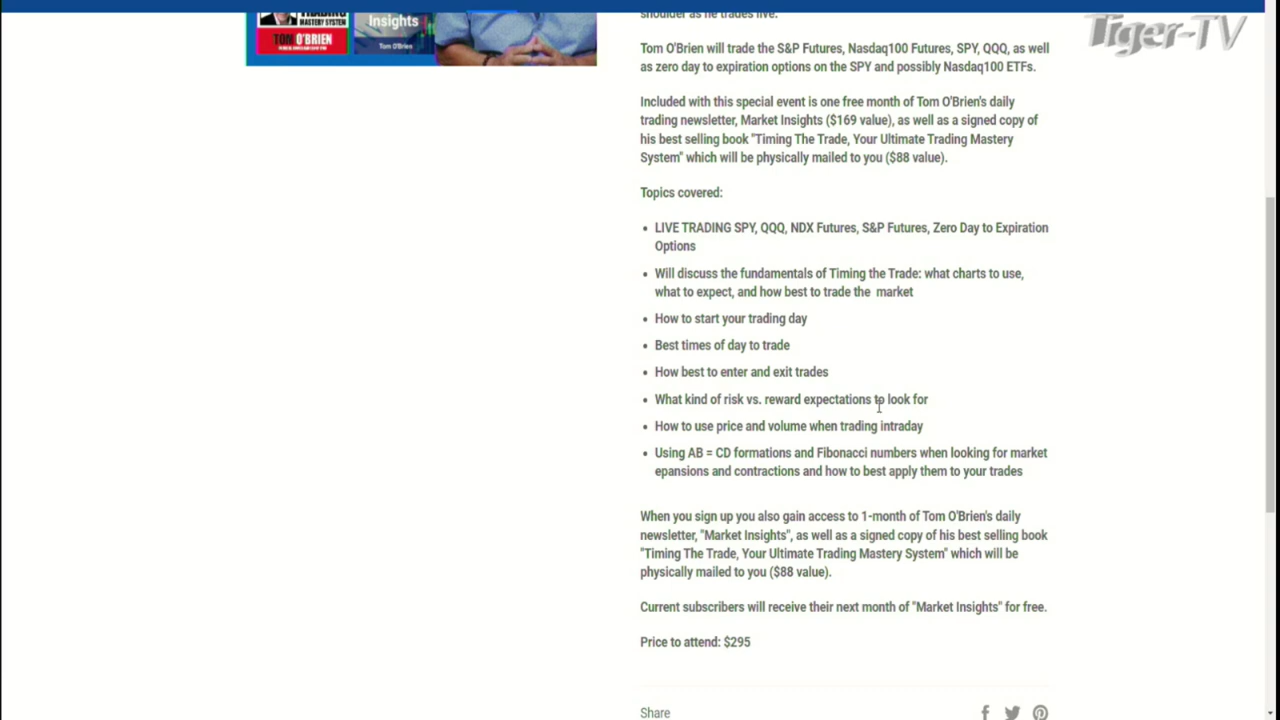 TRADING
MASTERY SYSTEM
TOM O'BRIEN
Insights
Tom O'Brien
Tiger-TV
shoulder as he trades live.
Tom O'Brien will trade the S&P Futures, Nasdaq100 Futures, SPY, QQQ, as well
as zero day to expiration options on the SPY and possibly Nasdaq100 ETFs.
Included with this special event is one free month of Tom O'Brien's daily
trading newsletter, Market Insights ($169 value), as well as a signed copy of
his best selling book "Timing The Trade, Your Ultimate Trading Mastery
System" which will be physically mailed to you ($88 value).
Topics covered:
• LIVE TRADING SPY, QQQ, NDX Futures, S&P Futures, Zero Day to Expiration
Options
• Will discuss the fundamentals of Timing the Trade: what charts to use,
what to expect, and how best to trade the market
• How to start your trading day
• Best times of day to trade
• How best to enter and exit trades
• What kind of risk vs. reward expectations to look for
• How to use price and volume when trading intraday
• Using AB = CD formations and Fibonacci numbers when looking for market
epansions and contractions and how to best apply them to your trades
When you sign up you also gain access to 1-month of Tom O'Brien's daily
newsletter, "Market Insights", as well as a signed copy of his best selling book
"Timing The Trade, Your Ultimate Trading Mastery System" which will be
physically mailed to you ($88 value).
Current subscribers will receive their next month of "Market Insights" for free.
Price to attend: $295
Share